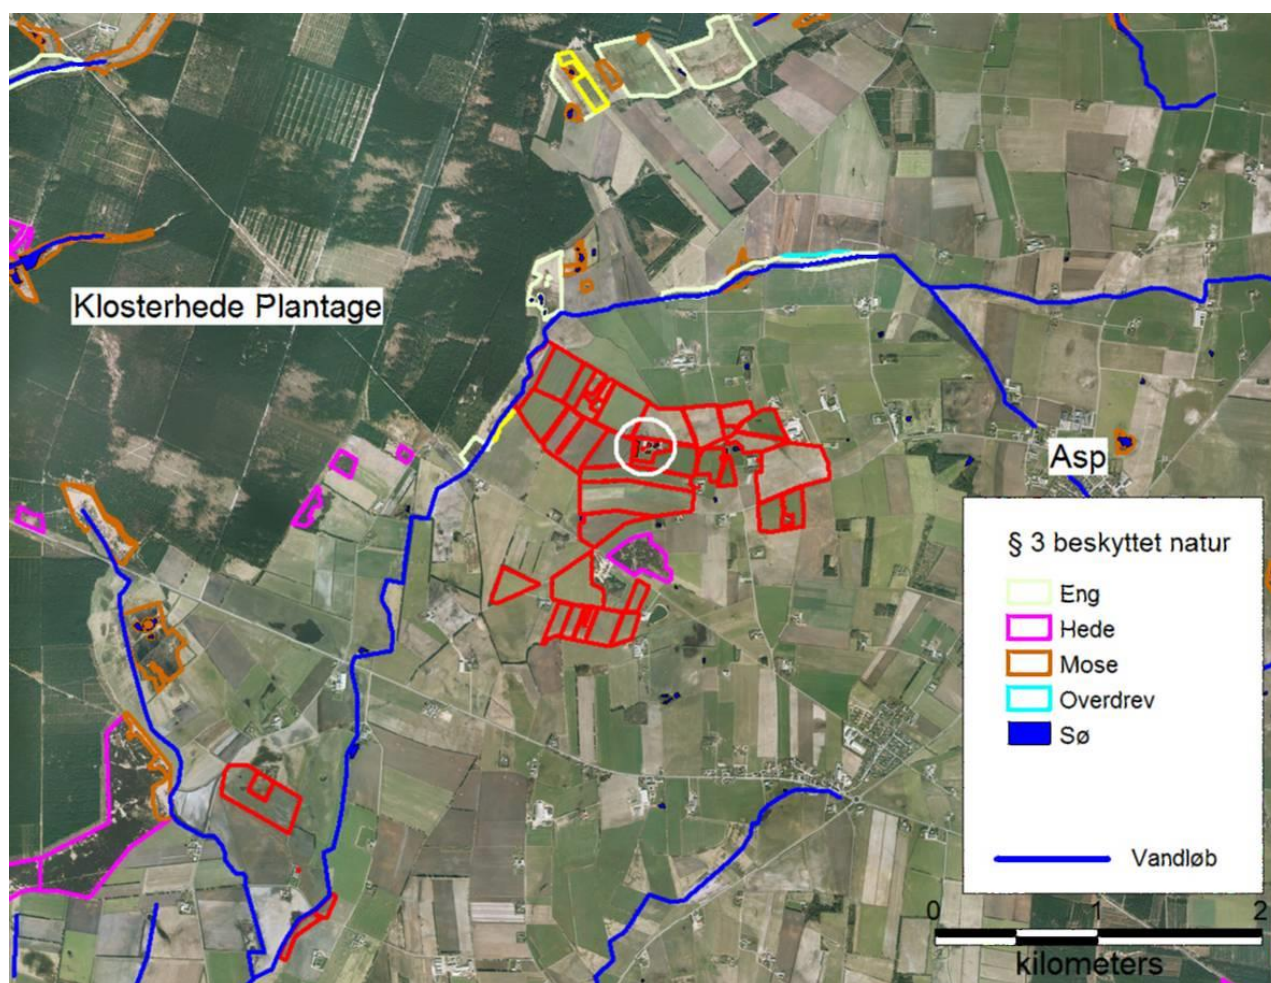 Klosterhede Plantage
Asp
§ 3 beskyttet natur
Eng
Hede
Mose
Overdrev
Sø
Vandløb
0 1 2
kilometers